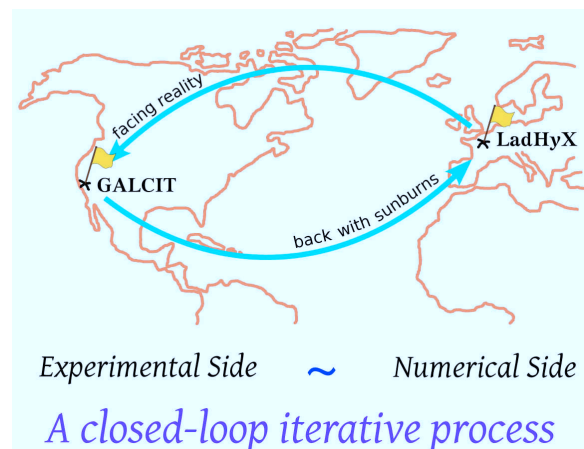 facing reality
LadHyX
GALCIT
back with sunburns
Experimental Side ~ Numerical Side
A closed-loop iterative process